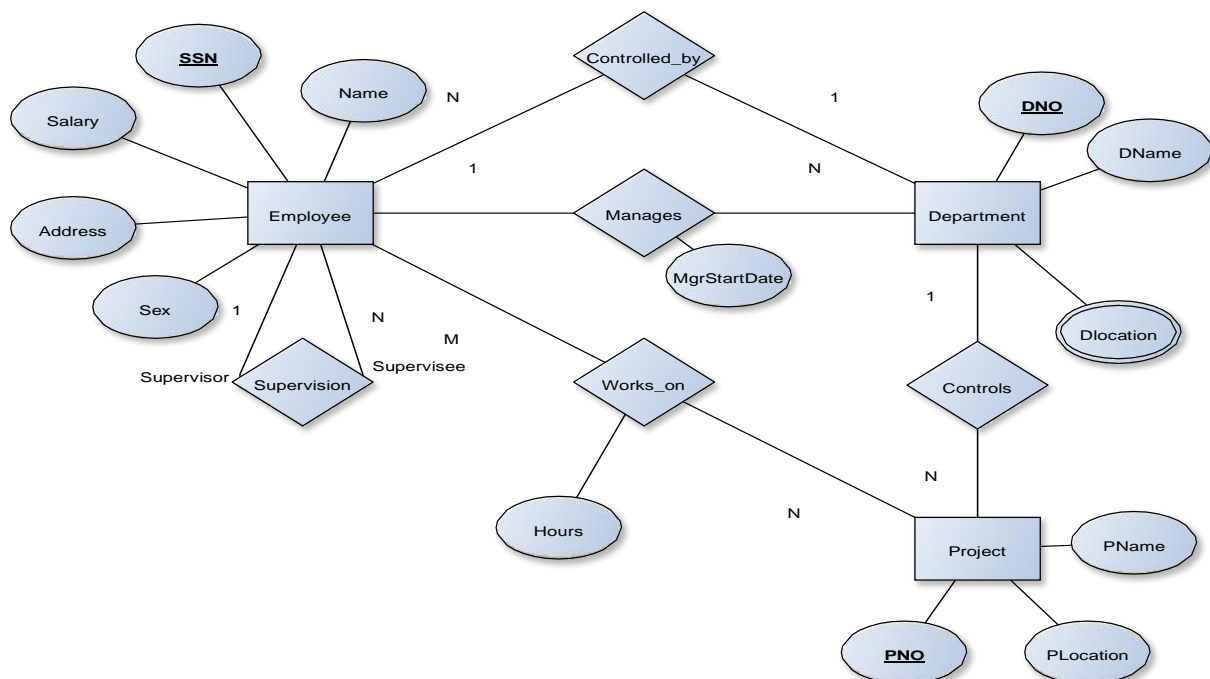 SSN
Controlled_by
Name
N
1
DNO
Salary
DName
1
N
Employee
Manages
Department
Address
MgrStartDate
Sex
1
N
1
Dlocation
M
Supervisor
Supervision
Supervisee
Works_on
Controls
N
Hours
N
Project
PName
PNO
PLocation